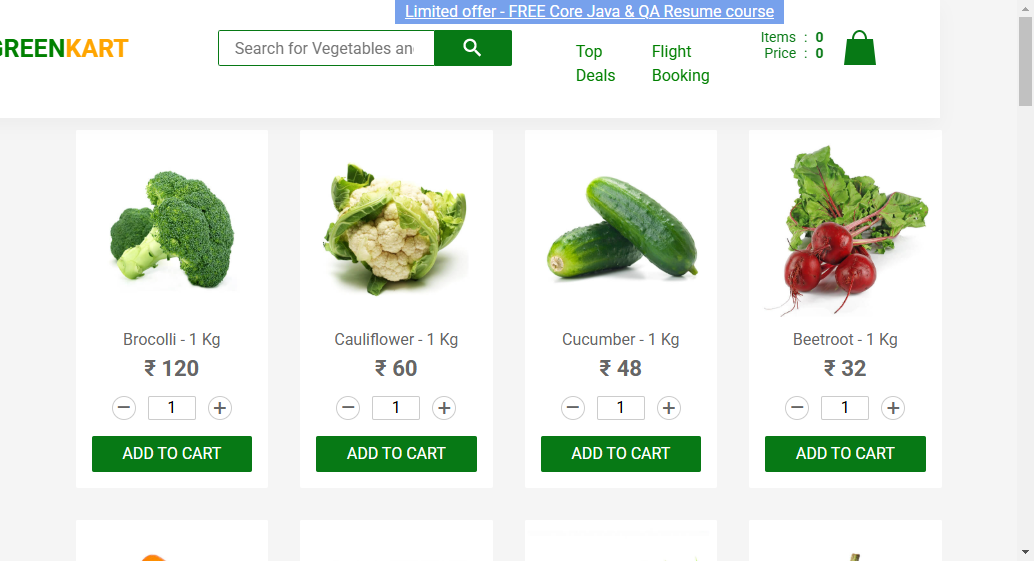 Limited offer - FREE Core Java & QA Resume course
GREENKART
Search for Vegetables an
Top
Deals
Flight
Booking
Items : 0
Price : 0
Brocolli - 1 Kg
₹ 120
1
ADD TO CART
Cauliflower - 1 Kg
₹ 60
1
ADD TO CART
Cucumber - 1 Kg
₹ 48
1
ADD TO CART
Beetroot - 1 Kg
₹ 32
1
ADD TO CART